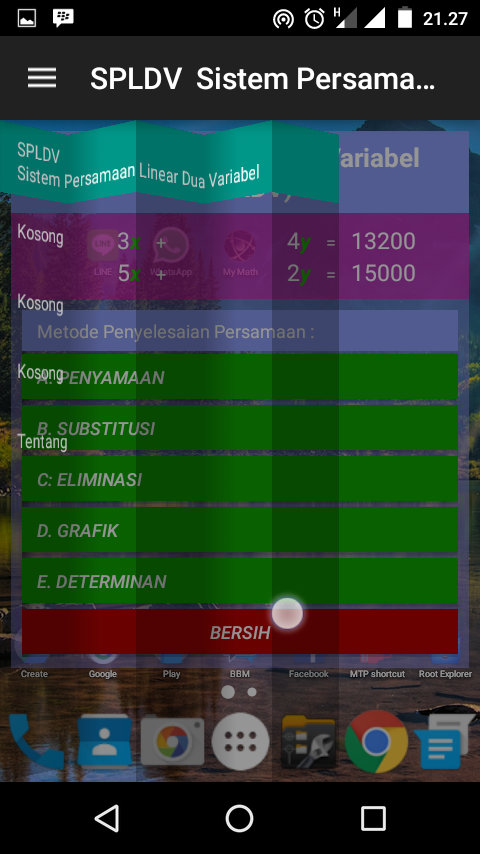 H
21.27
SPLDV Sistem Persama...
SPLDV
Sistem Persamaan Linear Dua Variabel
Variabel
Kosong
3x + 4y = 13200
5x + 2y = 15000
LINE WhatsApp My Math
Kosong
Metode Penyelesaian Persamaan :
Kosong
A. PENYAMAAN
B. SUBSTITUSI
Tentang
C: ELIMINASI
D. GRAFIK
E. DETERMINAN
BERSIH
Create Google Play BBM Facebook MTP shortcut Root Explorer